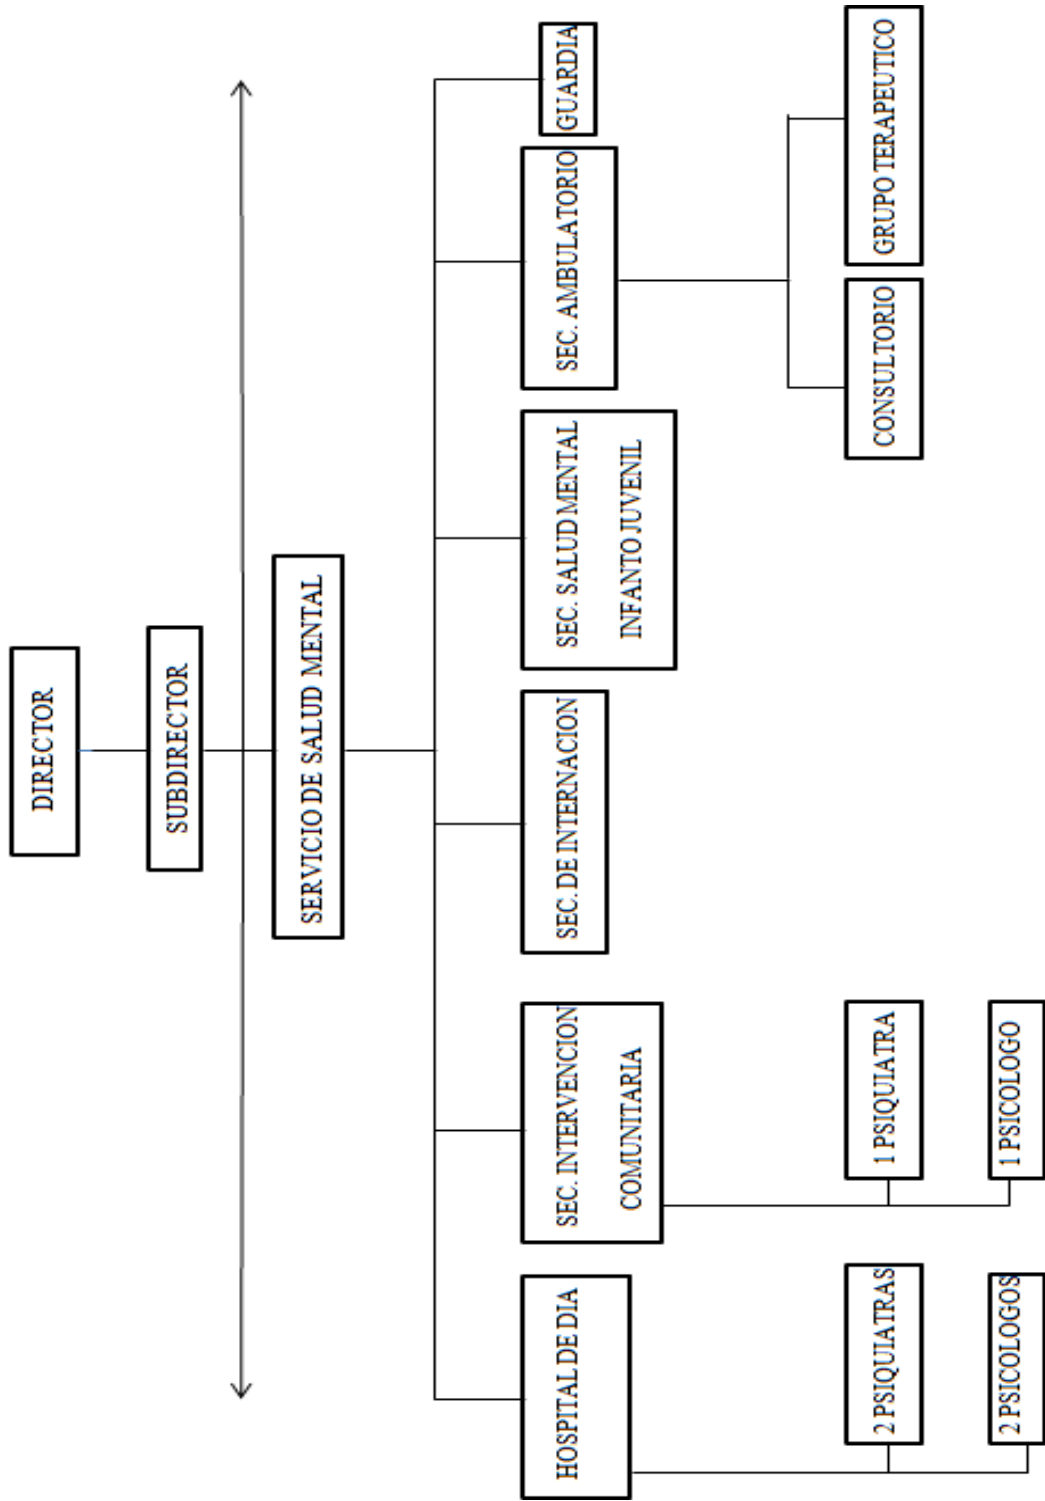 DIRECTOR
SUBDIRECTOR
SERVICIO DE SALUD MENTAL
HOSPITAL DE DIA
SEC. INTERVENCION
COMUNITARIA
SEC. DE INTERNACION
SEC. SALUD MENTAL
INFANTO JUVENIL
SEC. AMBULATORIO
GUARDIA
2 PSIQUIATRAS
1 PSIQUIATRA
CONSULTORIO
GRUPO TERAPEUTICO
2 PSICOLOGOS
1 PSICOLOGO